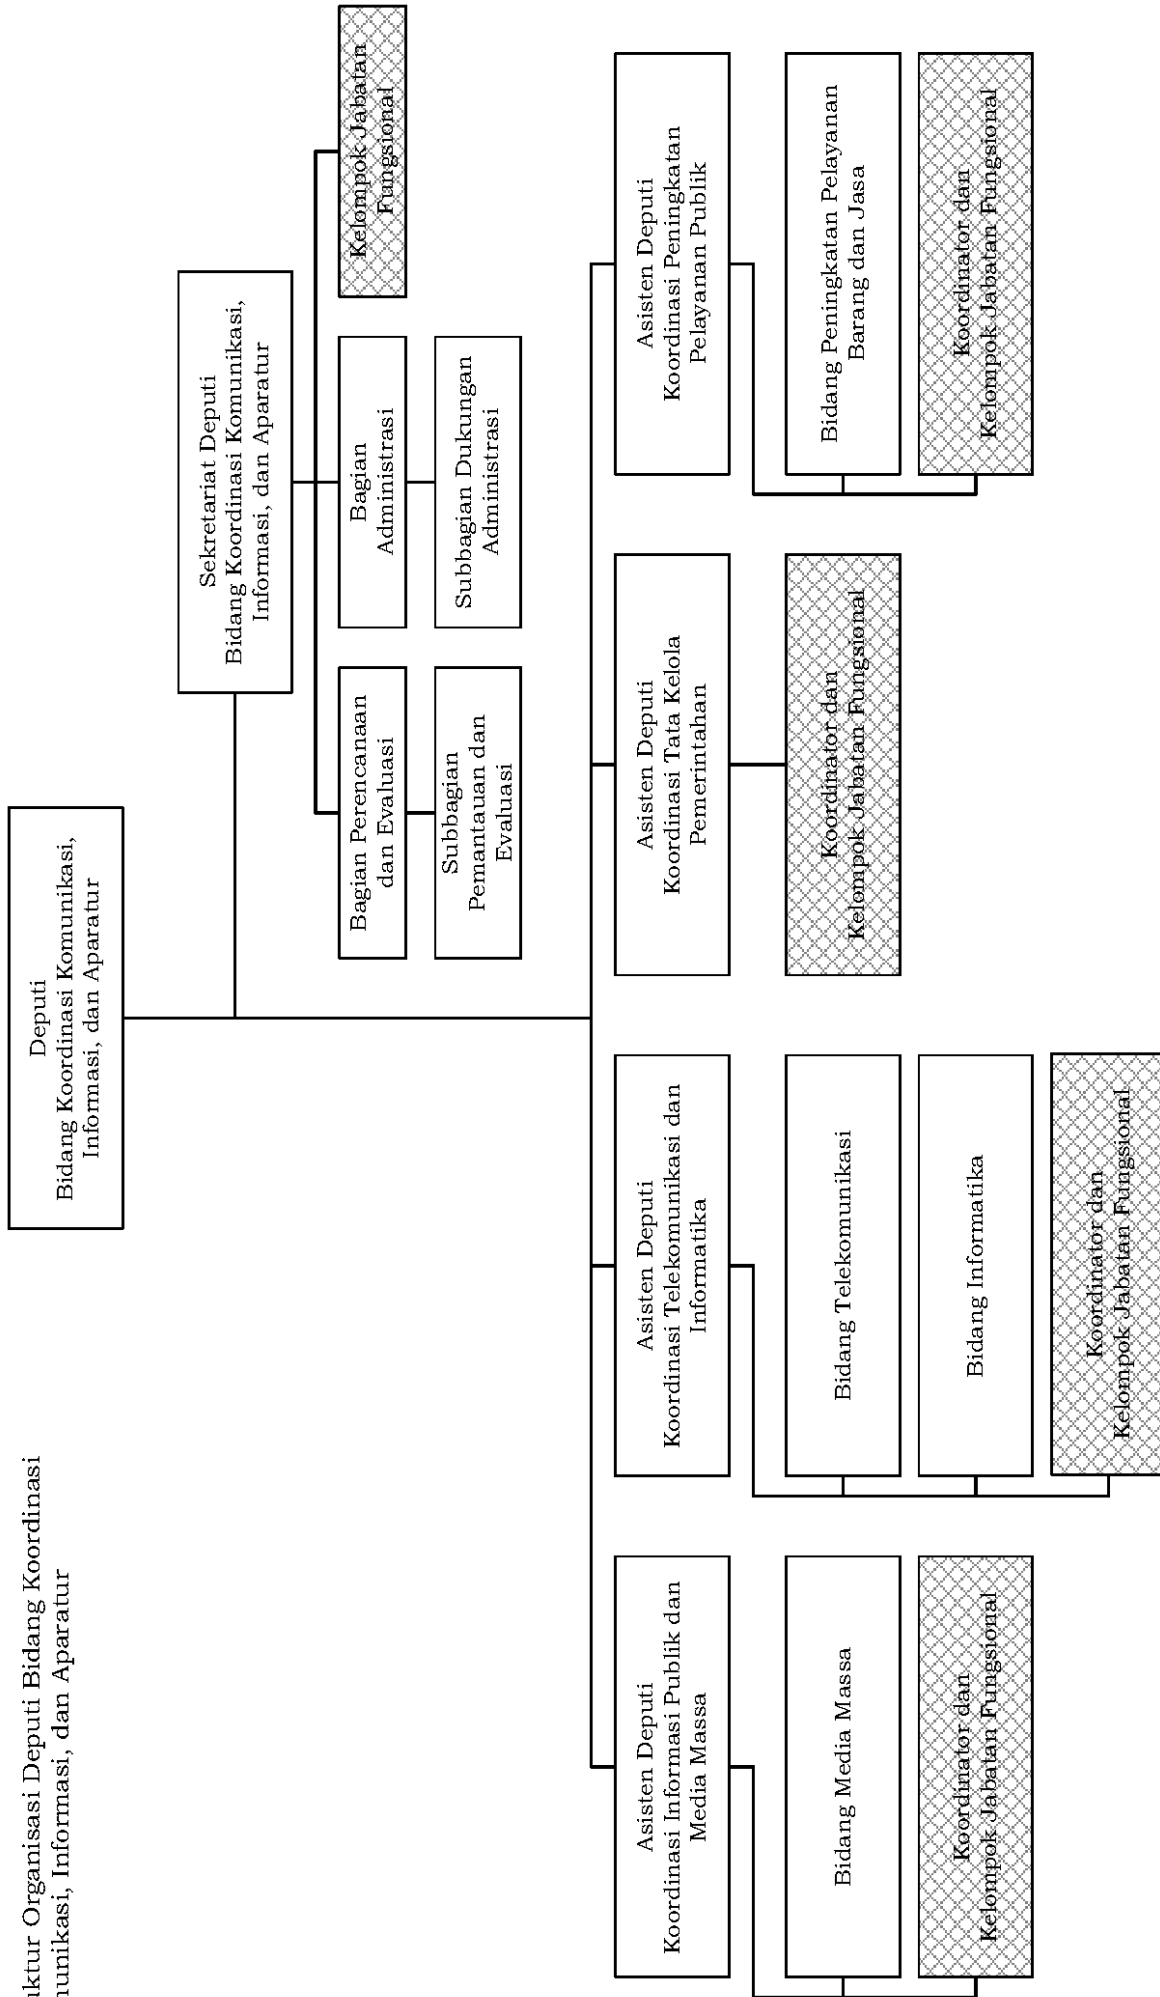 uktur Organisasi Deputi Bidang Koordinasi
nunikasi, Informasi, dan Aparatur
Deputi
Bidang Koordinasi Komunikasi,
Informasi, dan Aparatur
Sekretariat Deputi
Bidang Koordinasi Komunikasi,
Informasi, dan Aparatur
Bagian Perencanaan
dan Evaluasi
Bagian
Administrasi
Kelompok Jabatan
Fungsional
Subbagian
Pemantauan dan
Evaluasi
Subbagian Dukungan
Administrasi
Asisten Deputi
Koordinasi Informasi Publik dan
Media Massa
Bidang Media Massa
Koordinator dan
Kelompok Jabatan Fungsional
Asisten Deputi
Koordinasi Telekomunikasi dan
Informatika
Bidang Telekomunikasi
Bidang Informatika
Koordinator dan
Kelompok Jabatan Fungsional
Asisten Deputi
Koordinasi Tata Kelola
Pemerintahan
Koordinator dan
Kelompok Jabatan Fungsional
Asisten Deputi
Koordinasi Peningkatan
Pelayanan Publik
Bidang Peningkatan Pelayanan
Barang dan Jasa
Koordinator dan
Kelompok Jabatan Fungsional